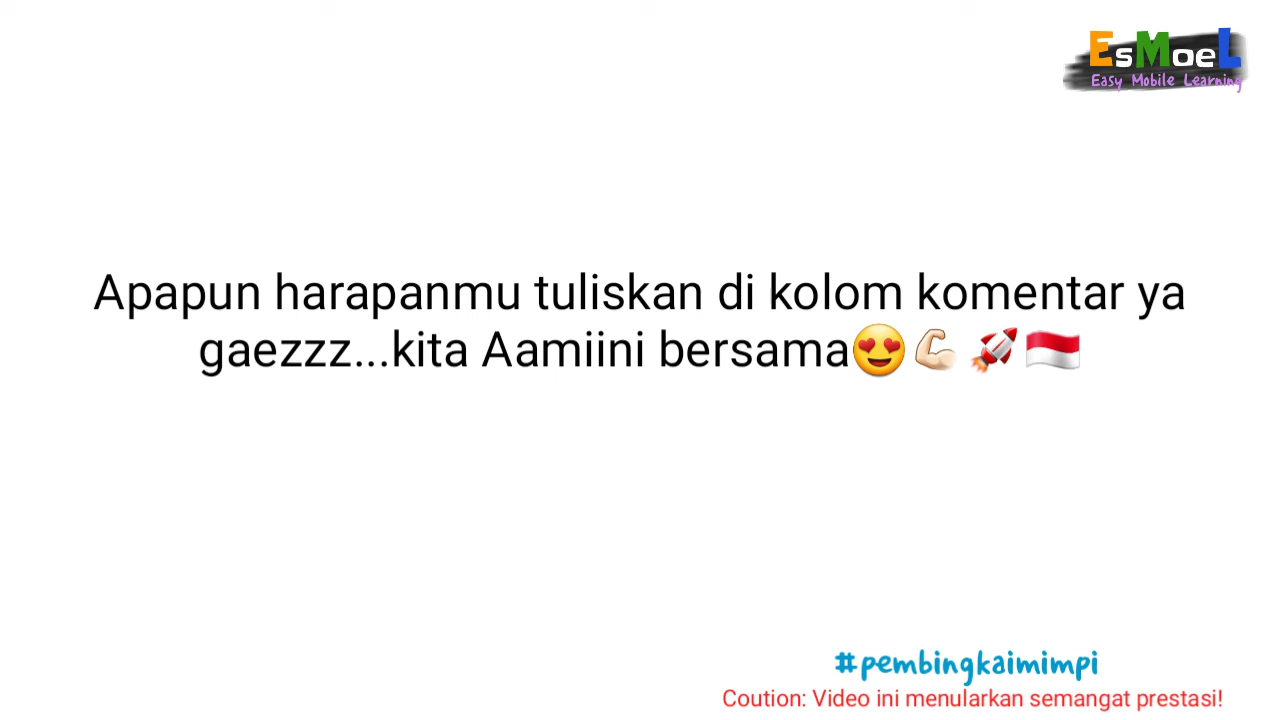 EsMoeL
Easy Mobile Learning
Apapun harapanmu tuliskan di kolom komentar ya
gaezzz...kita Aamiini bersama😍💪🏻🚀🇮🇩
#pembingkaimimpi
Coution: Video ini menularkan semangat prestasi!